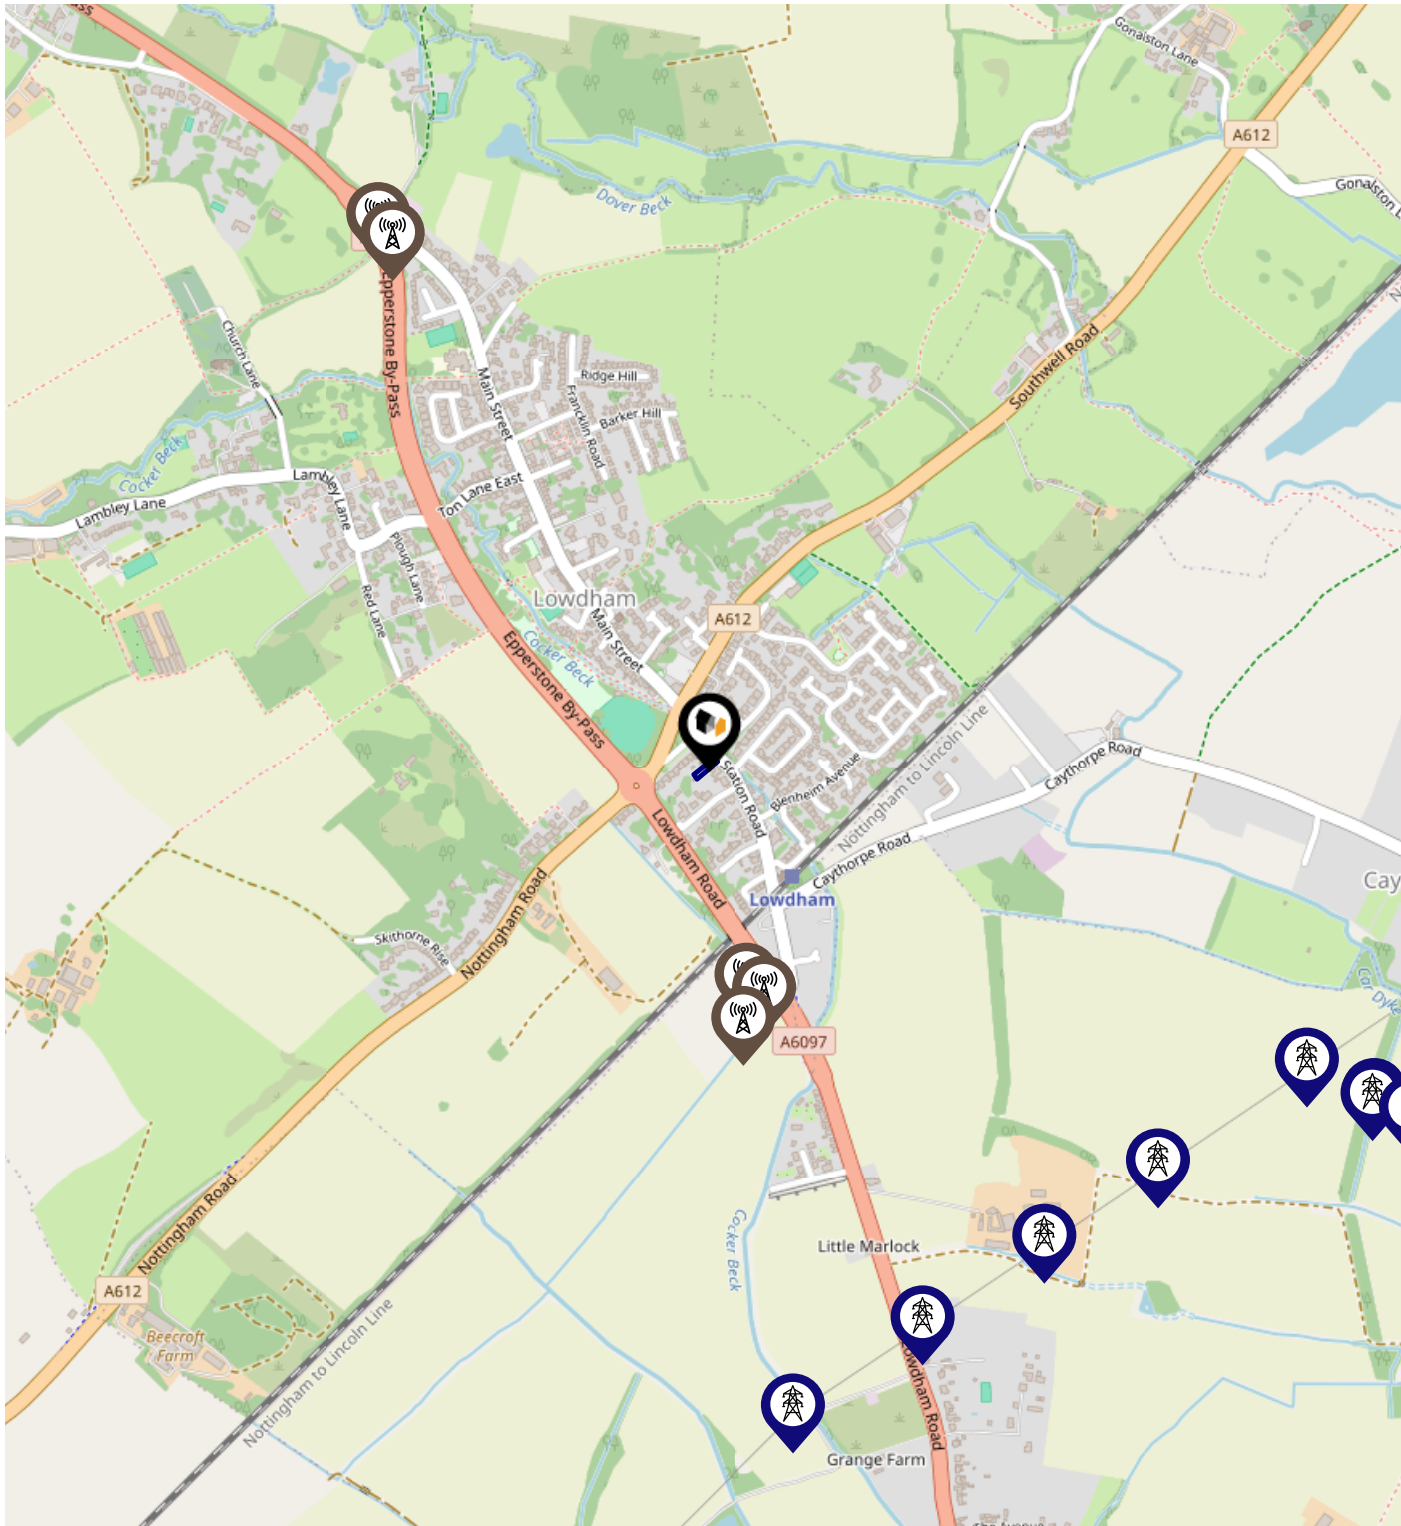 Gonalston Lane
A612
Dover Beck
Epperstone By-Pass
Church Lane
Main Street
Ridge Hill
Francklin Road
Barker Hill
Southwell Road
Cocker Beck
Lambley Lane
Lambley Lane
Ton Lane East
Plough Lane
Red Lane
Lowdham
A612
Main Street
Cocker Beck
Epperstone By-Pass
Station Road
Blenheim Avenue
Nottingham to Lincoln Line
Caythorpe Road
Caythorpe Road
Lowdham Road
Lowdham
Skithorne Rise
Nottingham Road
A6097
Car Dyke
Nottingham Road
Cocker Beck
Little Marlock
A612
Beecroft
Farm
Nottingham to Lincoln Line
Lowdham Road
Grange Farm